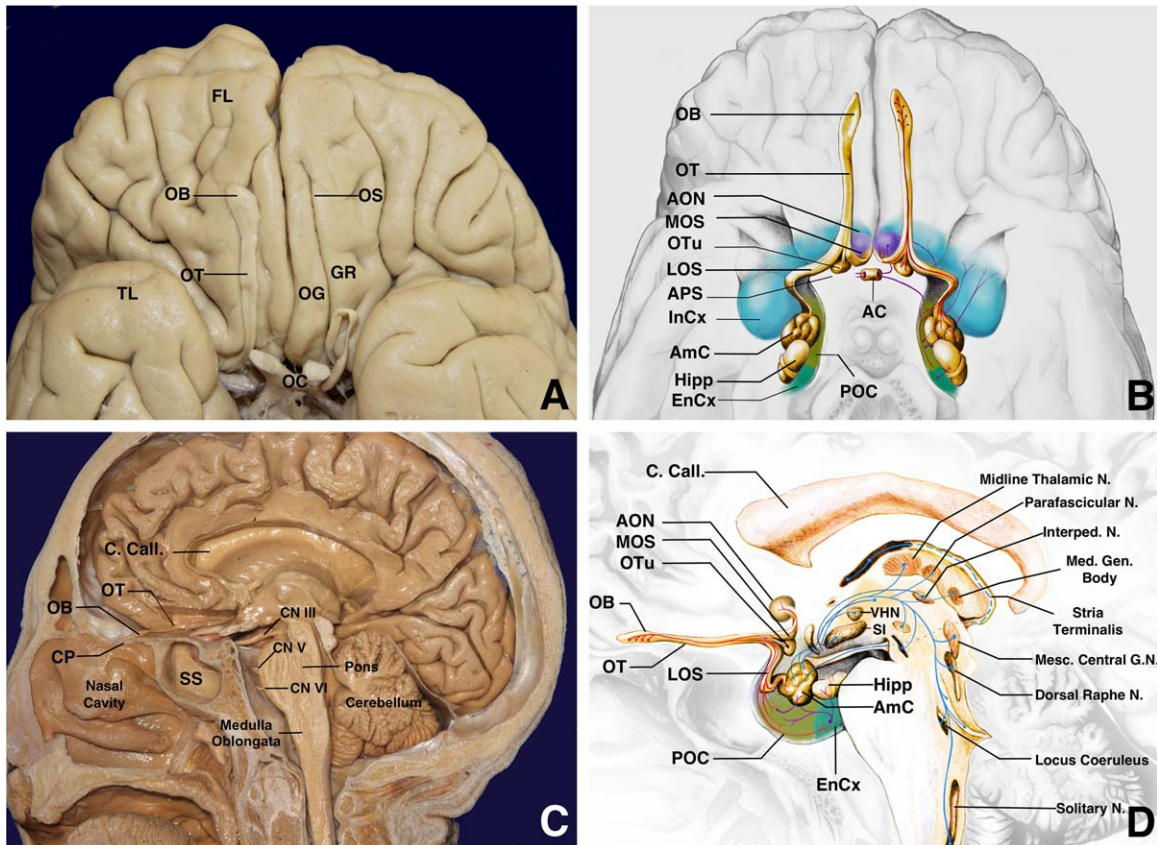 FL
OB
OS
OT
GR
TL
OG
OC
A
OB
OT
AON
MOS
OTu
LOS
APS
InCx
AC
AmC
Hipp
POC
EnCx
B
C. Call.
OT
OB
CN III
CP
CN V
Pons
SS
Nasal
Cavity
CN VI
Cerebellum
Medulla
Oblongata
C
C. Call.
Midline Thalamic N.
Parafascicular N.
AON
Interped. N.
MOS
Med. Gen.
Body
OTu
OB
VHN
Stria
Terminalis
SI
OT
Mesc. Central G.N.
LOS
Hipp
Dorsal Raphe N.
AmC
POC
Locus Coeruleus
EnCx
Solitary N.
D